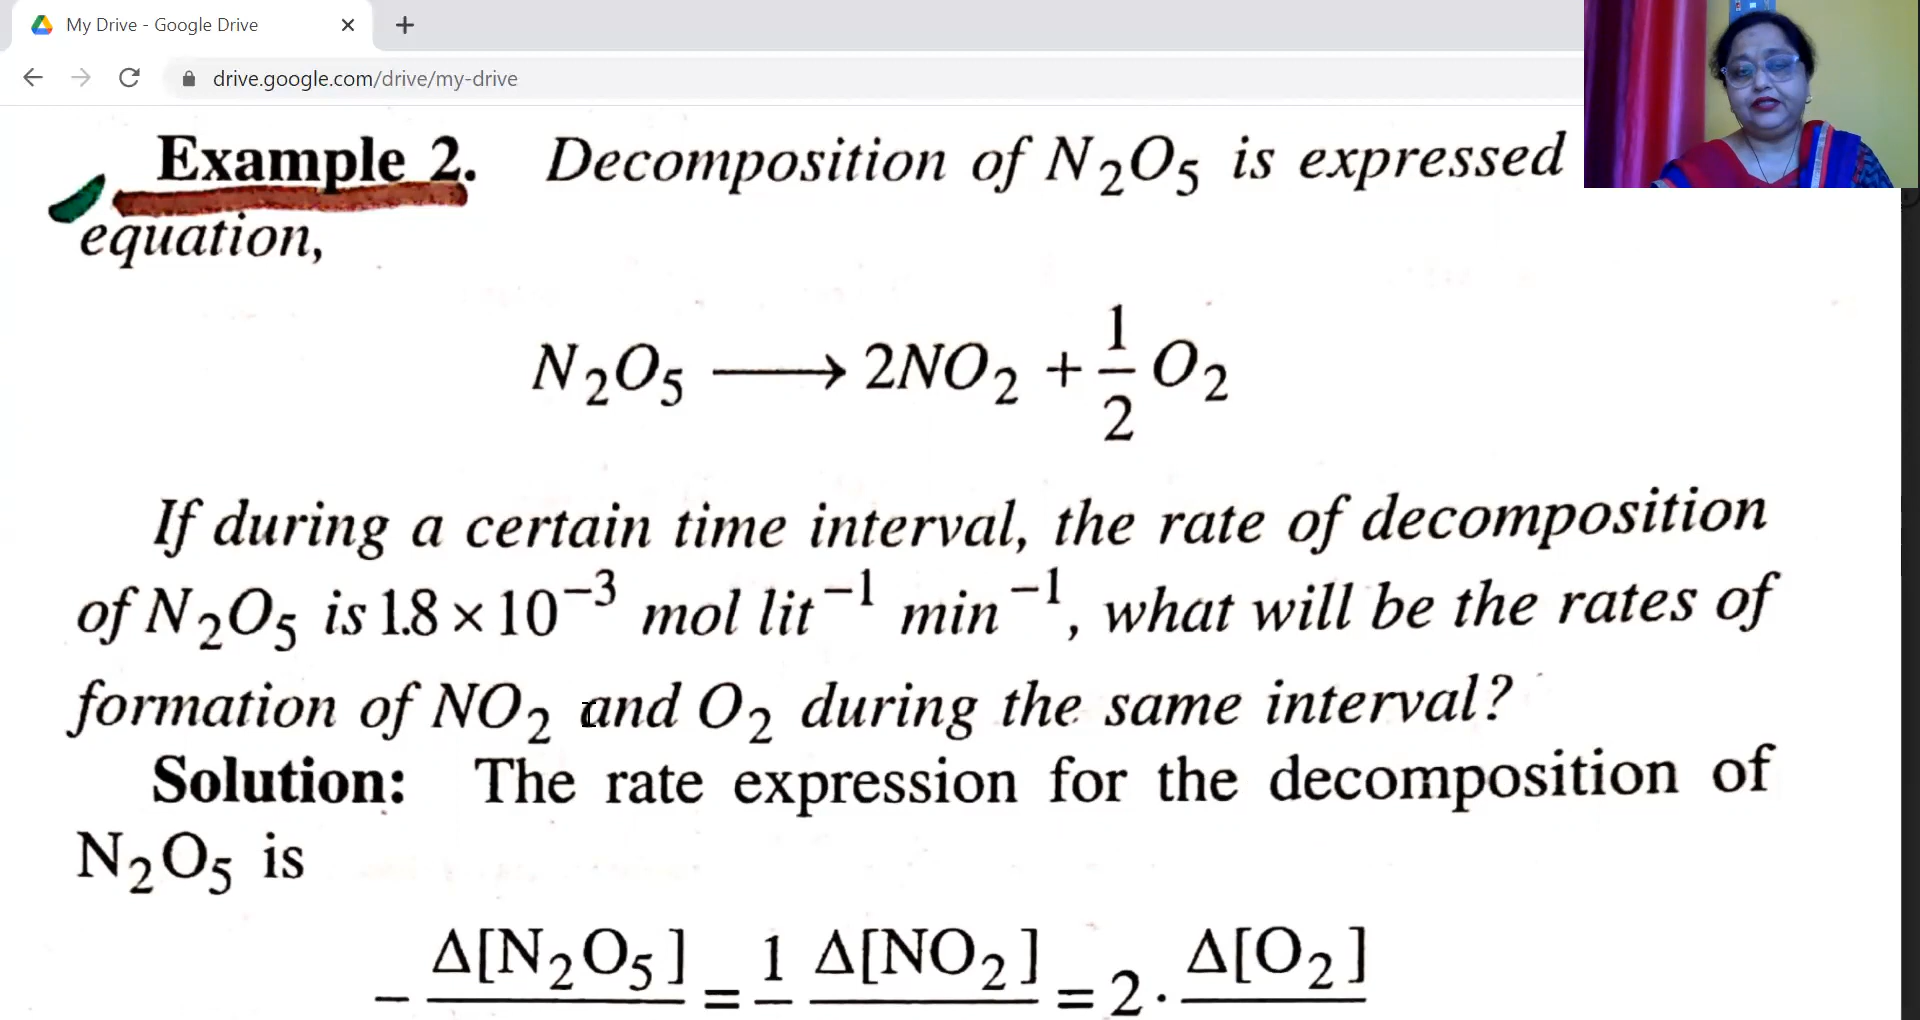 My Drive - Google Drive
drive.google.com/drive/my-drive
Example 2. Decomposition of N₂O₅ is expressed
equation,
N₂O₅ ⟶ 2NO₂ + 1/2 O₂
If during a certain time interval, the rate of decomposition
of N₂O₅ is 1.8 × 10⁻³ mol lit⁻¹ min⁻¹, what will be the rates of
formation of NO₂ and O₂ during the same interval?
Solution: The rate expression for the decomposition of
N₂O₅ is
− Δ[N₂O₅] = 1 Δ[NO₂] = 2 · Δ[O₂]